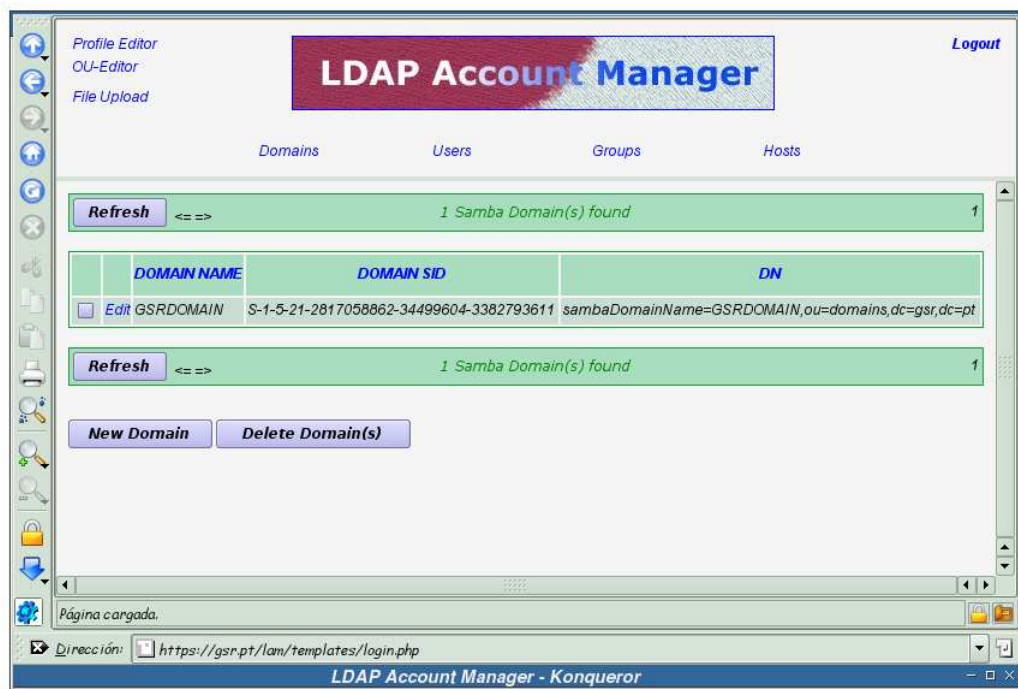 Profile Editor
Logout
OU-Editor
LDAP Account Manager
File Upload
Domains Users Groups Hosts
Refresh <= => 1 Samba Domain(s) found 1
DOMAIN NAME DOMAIN SID DN
Edit GSRDOMAIN S-1-5-21-2817058862-34499604-3382793611 sambaDomainName=GSRDOMAIN,ou=domains,dc=gsr,dc=pt
Refresh <= => 1 Samba Domain(s) found 1
New Domain Delete Domain(s)
Página cargada.
Dirección: https://gsr.pt/lam/templates/login.php
LDAP Account Manager - Konqueror